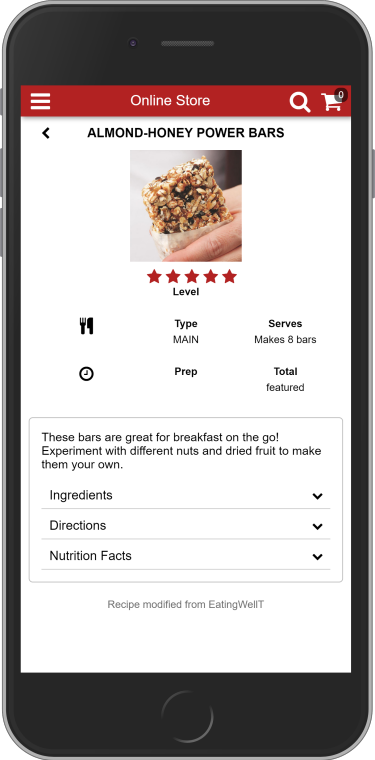 Online Store
0
ALMOND-HONEY POWER BARS
Level
Type
Serves
MAIN
Makes 8 bars
Prep
Total
featured
These bars are great for breakfast on the go!
Experiment with different nuts and dried fruit to make
them your own.
Ingredients
Directions
Nutrition Facts
Recipe modified from EatingWellT